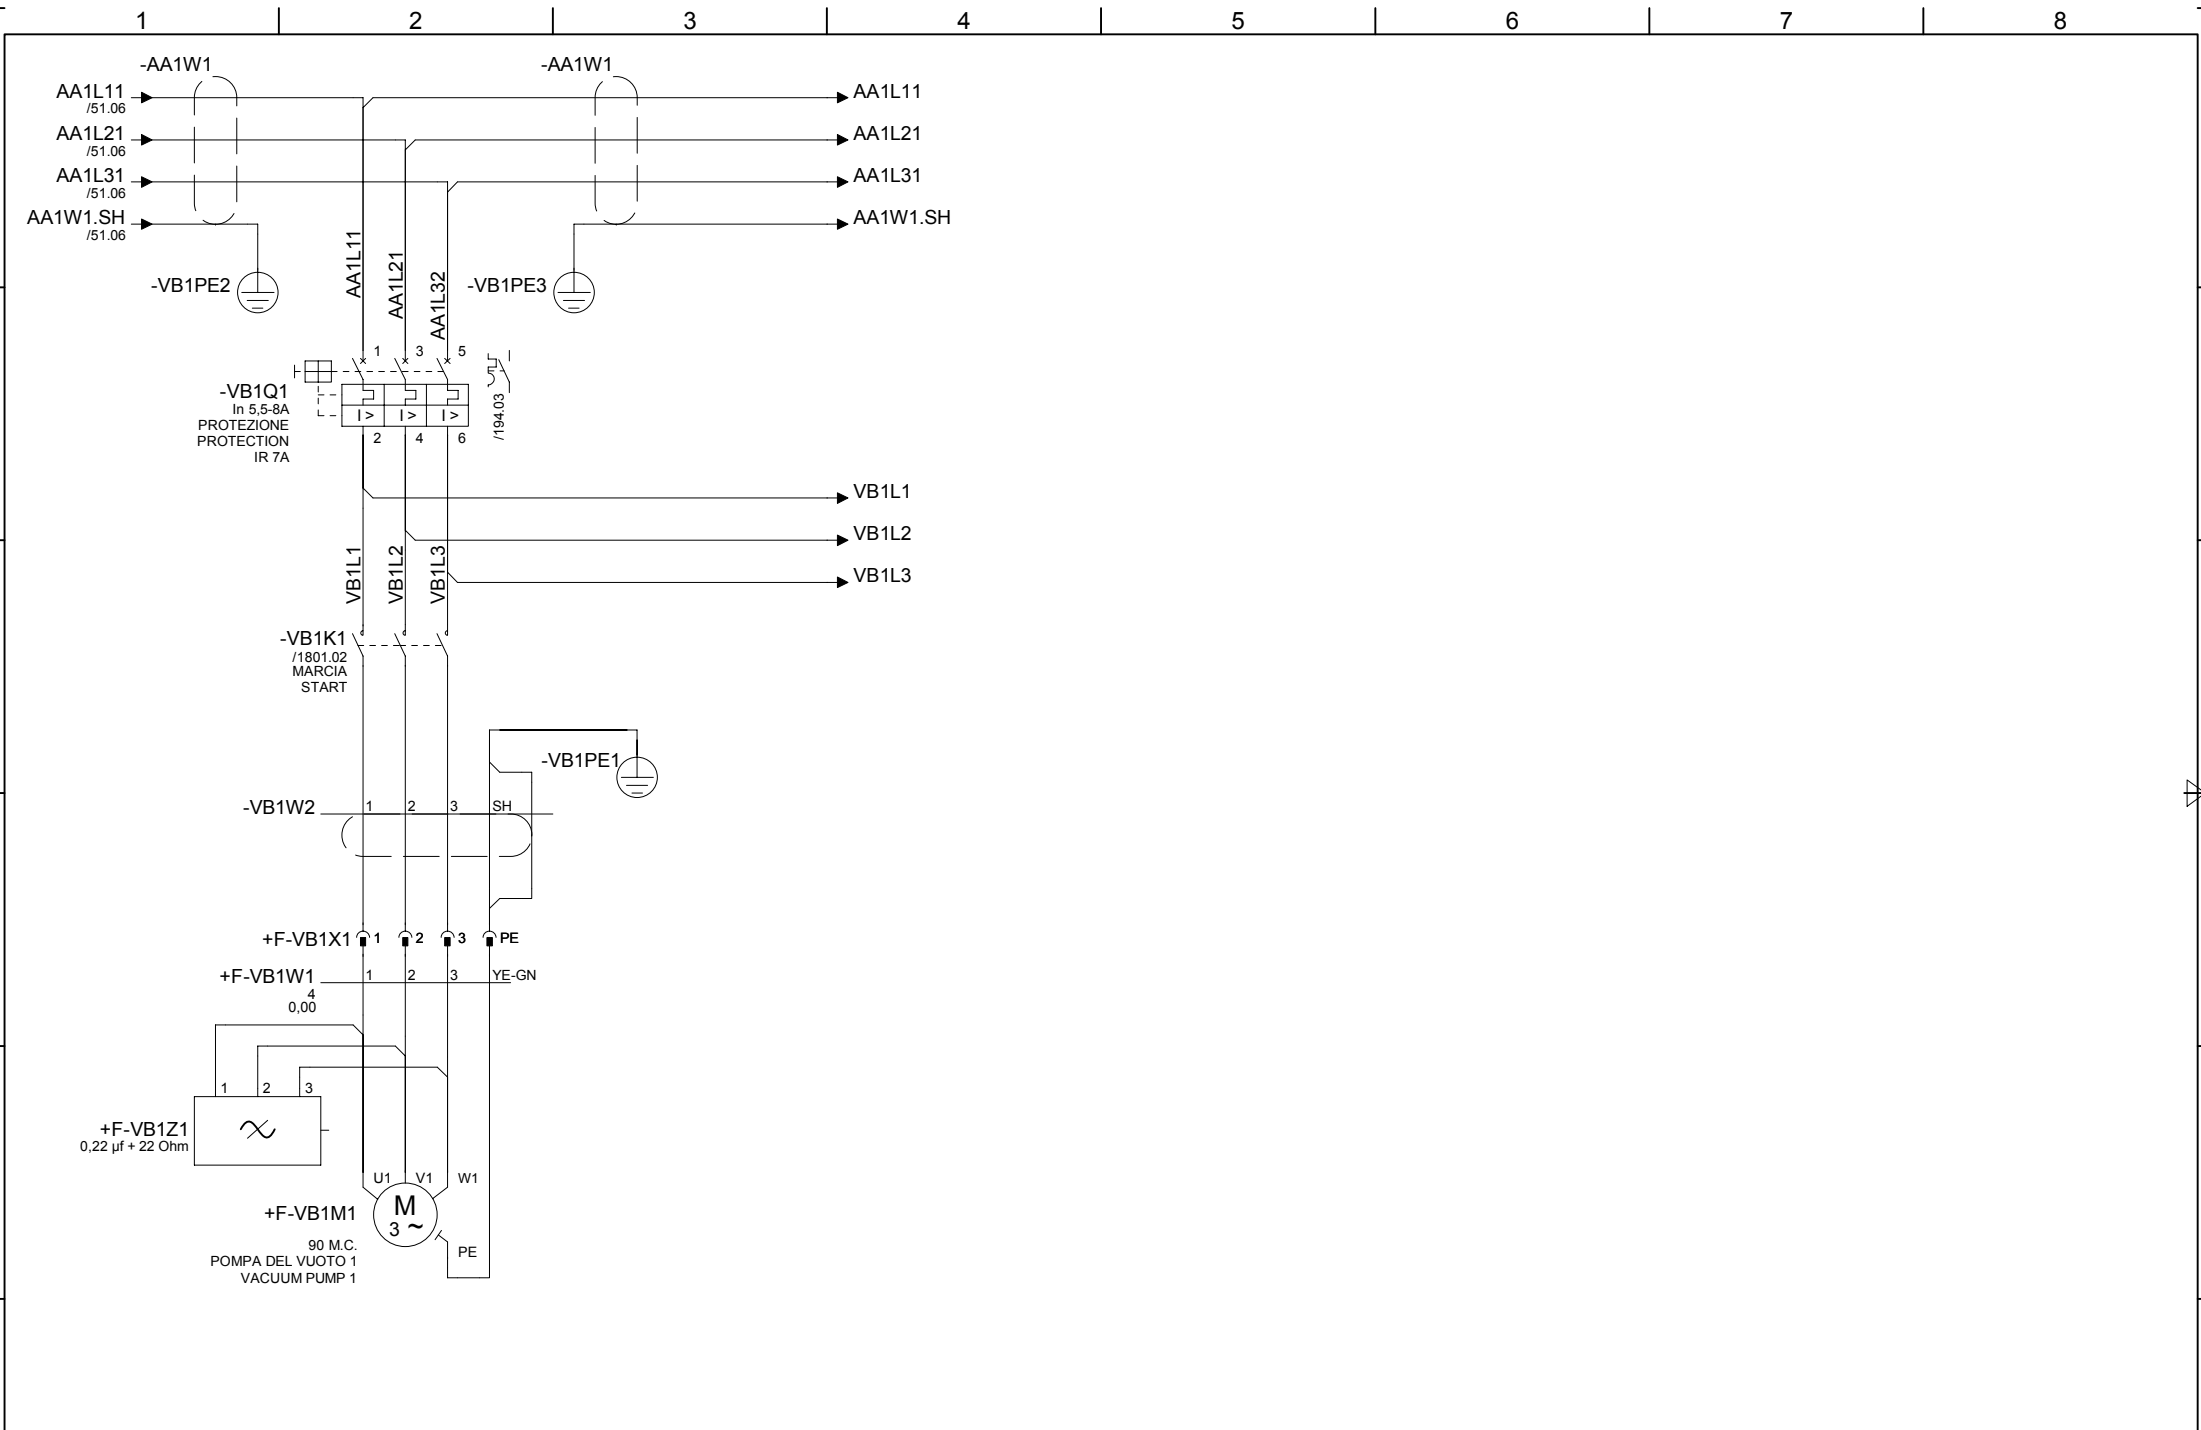 1 2 3 4 5 6 7 8
-AA1W1 -AA1W1
AA1L11 AA1L11
/51.06
AA1L21 AA1L21
/51.06
AA1L31 AA1L31
/51.06
AA1W1.SH AA1W1.SH
/51.06
AA1L11 AA1L21 AA1L32
-VB1PE2 -VB1PE3
1 3 5
-VB1Q1
In 5,5-8A
PROTEZIONE
PROTECTION
IR 7A
I > I > I >
2 4 6
/194.03
VB1L1
VB1L2
VB1L3
VB1L1 VB1L2 VB1L3
-VB1K1
/1801.02
MARCIA
START
-VB1PE1
-VB1W2 1 2 3 SH
+F-VB1X1 1 2 3 PE
+F-VB1W1 1 2 3 YE-GN
4
0,00
1 2 3
+F-VB1Z1
0,22 µf + 22 Ohm
U1 V1 W1
M
3 ~
+F-VB1M1
PE
90 M.C.
POMPA DEL VUOTO 1
VACUUM PUMP 1